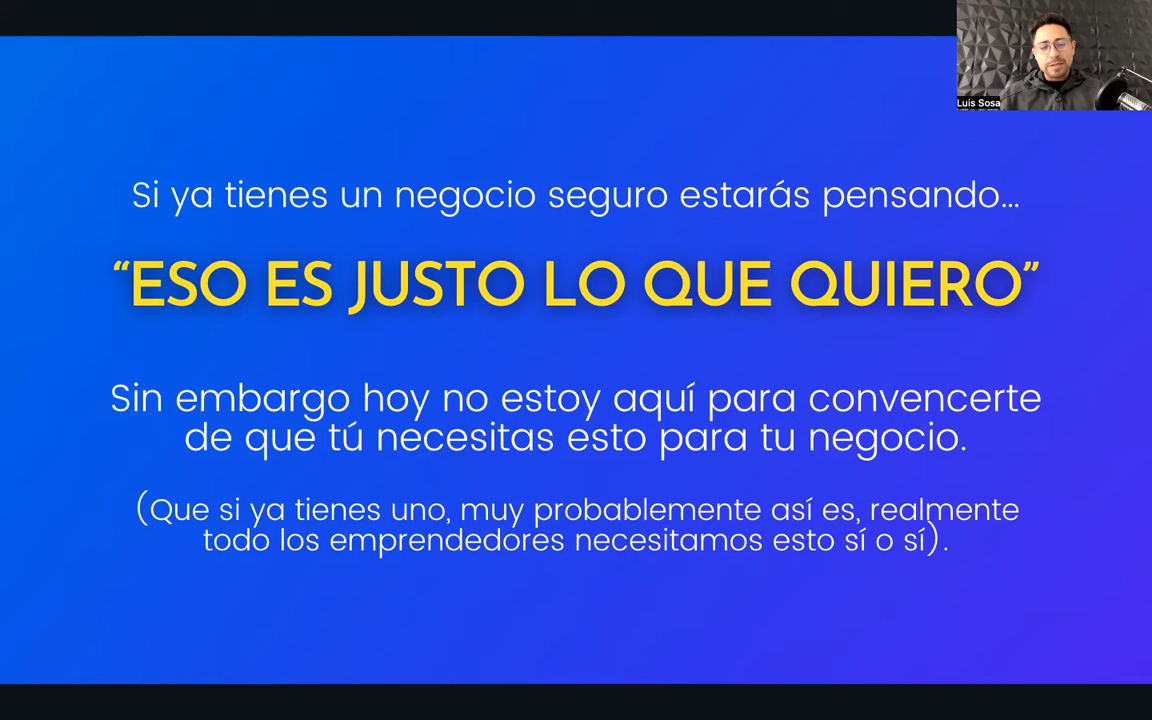 Luis Sosa
Si ya tienes un negocio seguro estarás pensando...
“ESO ES JUSTO LO QUE QUIERO”
Sin embargo hoy no estoy aquí para convencerte
de que tú necesitas esto para tu negocio.
(Que si ya tienes uno, muy probablemente así es, realmente
todo los emprendedores necesitamos esto sí o sí).